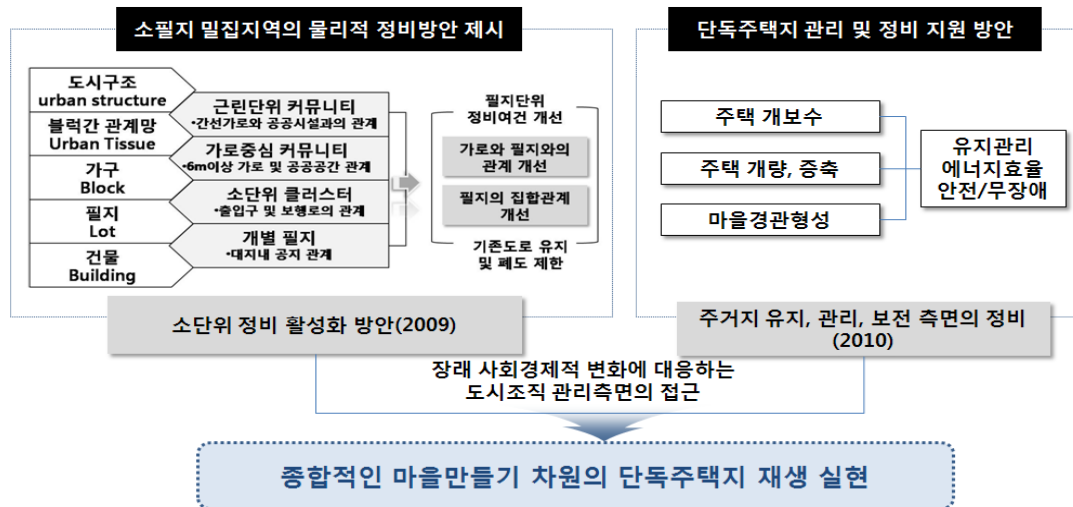 소필지 밀집지역의 물리적 정비방안 제시
도시구조
urban structure
블럭간 관계망
Urban Tissue
가구
Block
필지
Lot
건물
Building
근린단위 커뮤니티
•간선가로와 공공시설과의 관계
가로중심 커뮤니티
•6m이상 가로 및 공공공간 관계
소단위 클러스터
•출입구 및 보행로의 관계
개별 필지
•대지내 공지 관계
필지단위
정비여건 개선
가로와 필지와의
관계 개선
필지의 집합관계
개선
기존도로 유지
및 폐도 제한
소단위 정비 활성화 방안(2009)
단독주택지 관리 및 정비 지원 방안
주택 개보수
주택 개량, 증축
마을경관형성
유지관리
에너지효율
안전/무장애
주거지 유지, 관리, 보전 측면의 정비
(2010)
장래 사회경제적 변화에 대응하는
도시조직 관리측면의 접근
종합적인 마을만들기 차원의 단독주택지 재생 실현